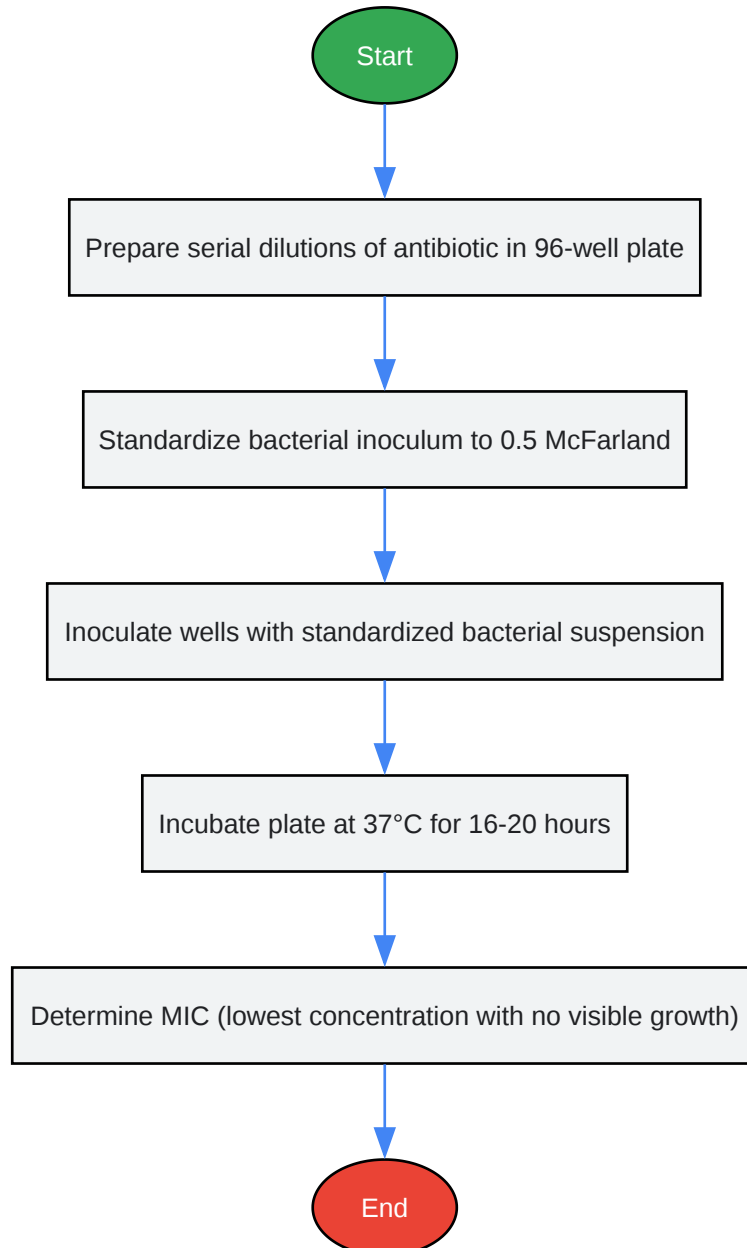 Start
Prepare serial dilutions of antibiotic in 96-well plate
Standardize bacterial inoculum to 0.5 McFarland
Inoculate wells with standardized bacterial suspension
Incubate plate at 37°C for 16-20 hours
Determine MIC (lowest concentration with no visible growth)
End